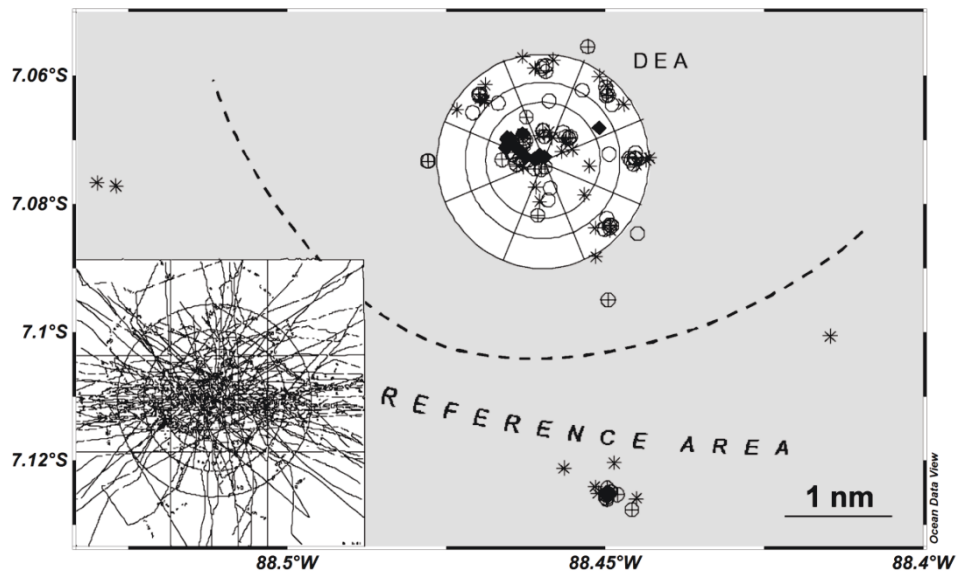 DEA
7.06°S
7.08°S
7.1°S
7.12°S
REFERENCE AREA
1 nm
Ocean Data View
88.5°W
88.45°W
88.4°W